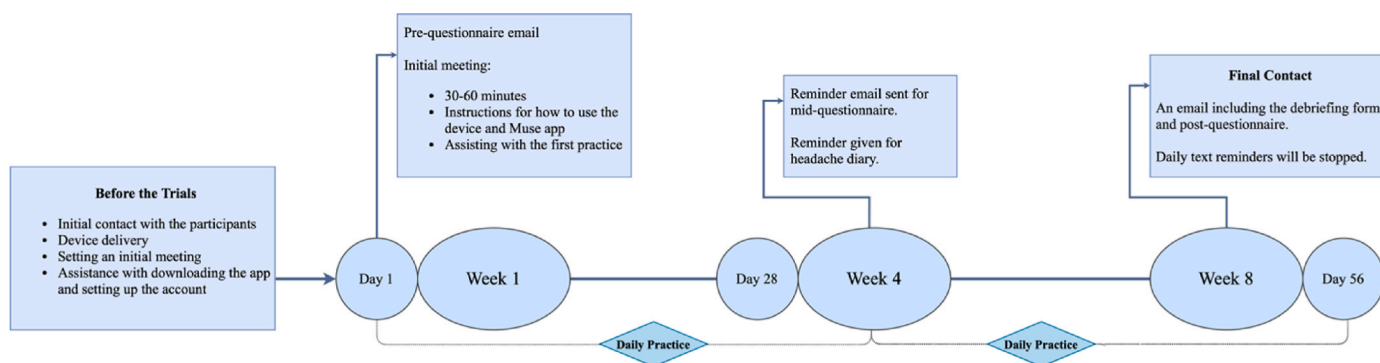 Before the Trials
• Initial contact with the participants
• Device delivery
• Setting an initial meeting
• Assistance with downloading the app
and setting up the account
Pre-questionnaire email
Initial meeting:
• 30-60 minutes
• Instructions for how to use the
device and Muse app
• Assisting with the first practice
Reminder email sent for
mid-questionnaire.
Reminder given for
headache diary.
Final Contact
An email including the debriefing form
and post-questionnaire.
Daily text reminders will be stopped.
Day 1
Week 1
Day 28
Week 4
Week 8
Day 56
Daily Practice
Daily Practice